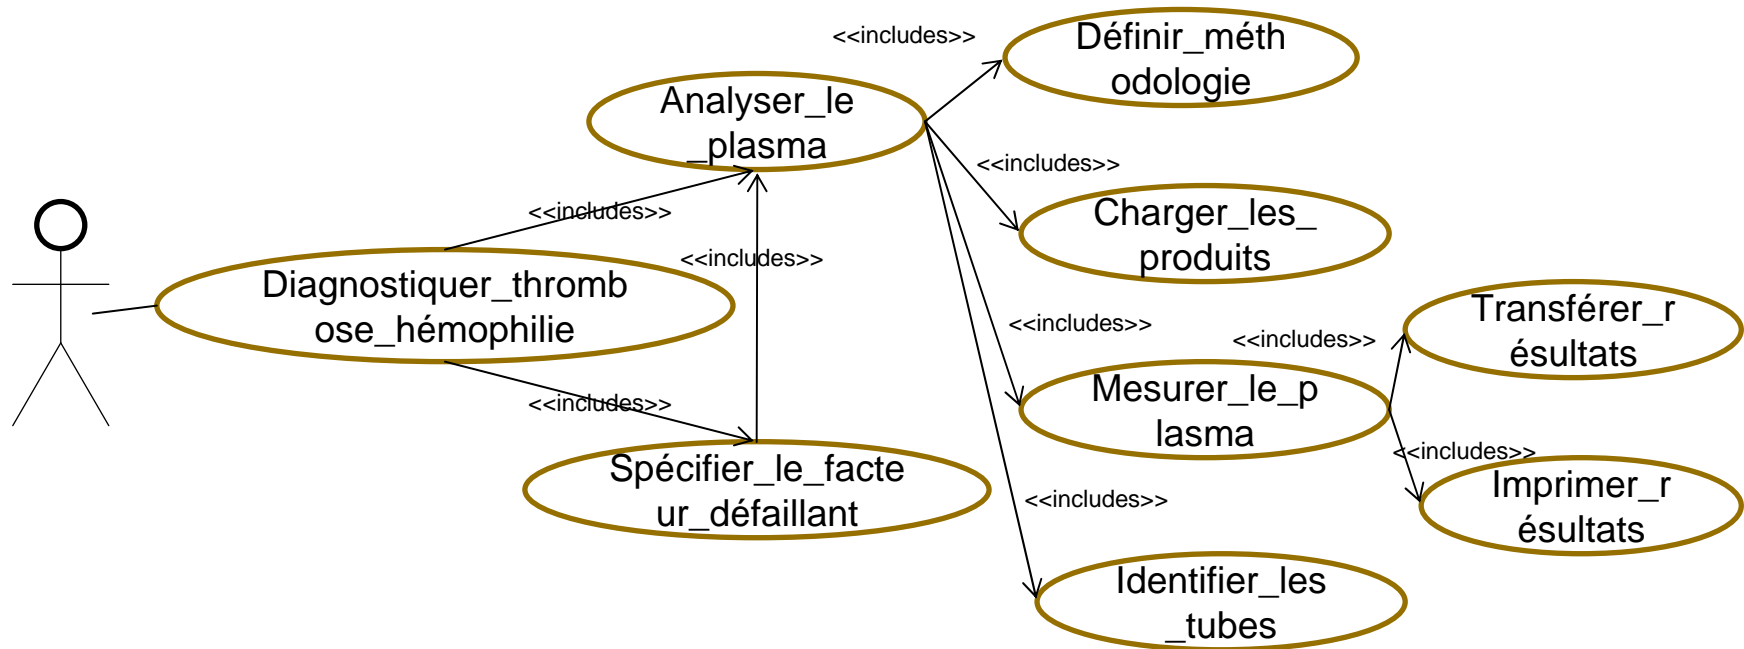 <<includes>>
Définir_méth
odologie
Analyser_le
_plasma
<<includes>>
<<includes>>
Charger_les_
produits
<<includes>>
Diagnostiquer_thromb
ose_hémophilie
<<includes>>
<<includes>>
Transférer_r
ésultats
Mesurer_le_p
lasma
<<includes>>
<<includes>>
Spécifier_le_facte
ur_défaillant
<<includes>>
Imprimer_r
ésultats
Identifier_les
_tubes